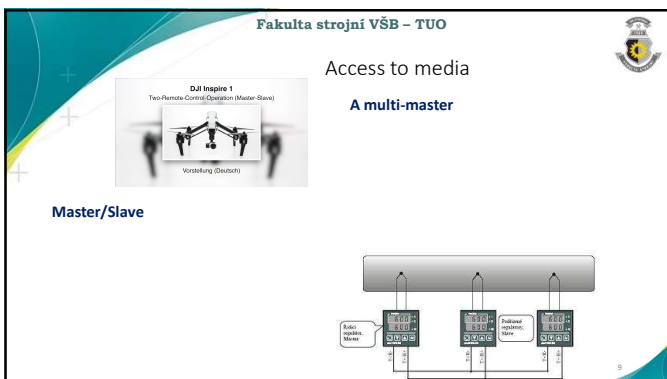 Fakulta strojní VŠB – TUO
Access to media
DJI Inspire 1
Two-Remote-Control-Operation (Master-Slave)
Vorstellung (Deutsch)
A multi-master
Master/Slave
Řídicí
regulátor,
Master
Podřízené
regulátory,
Slave
9